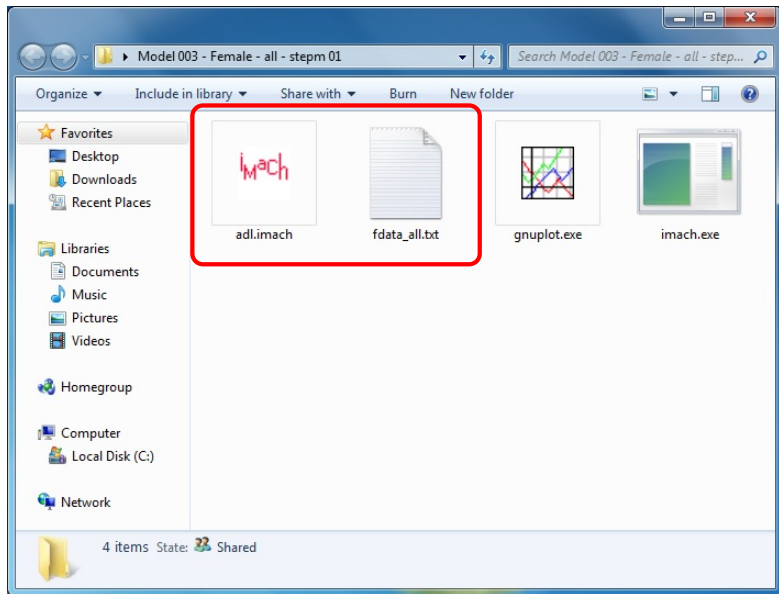 Model 003 - Female - all - stepm 01
Search Model 003 - Female - all - step...
Organize
Include in library
Share with
Burn
New folder
Favorites
Desktop
Downloads
Recent Places
Libraries
Documents
Music
Pictures
Videos
Homegroup
Computer
Local Disk (C:)
Network
iMach
adl.imach
fdata_all.txt
gnuplot.exe
imach.exe
4 items State: Shared